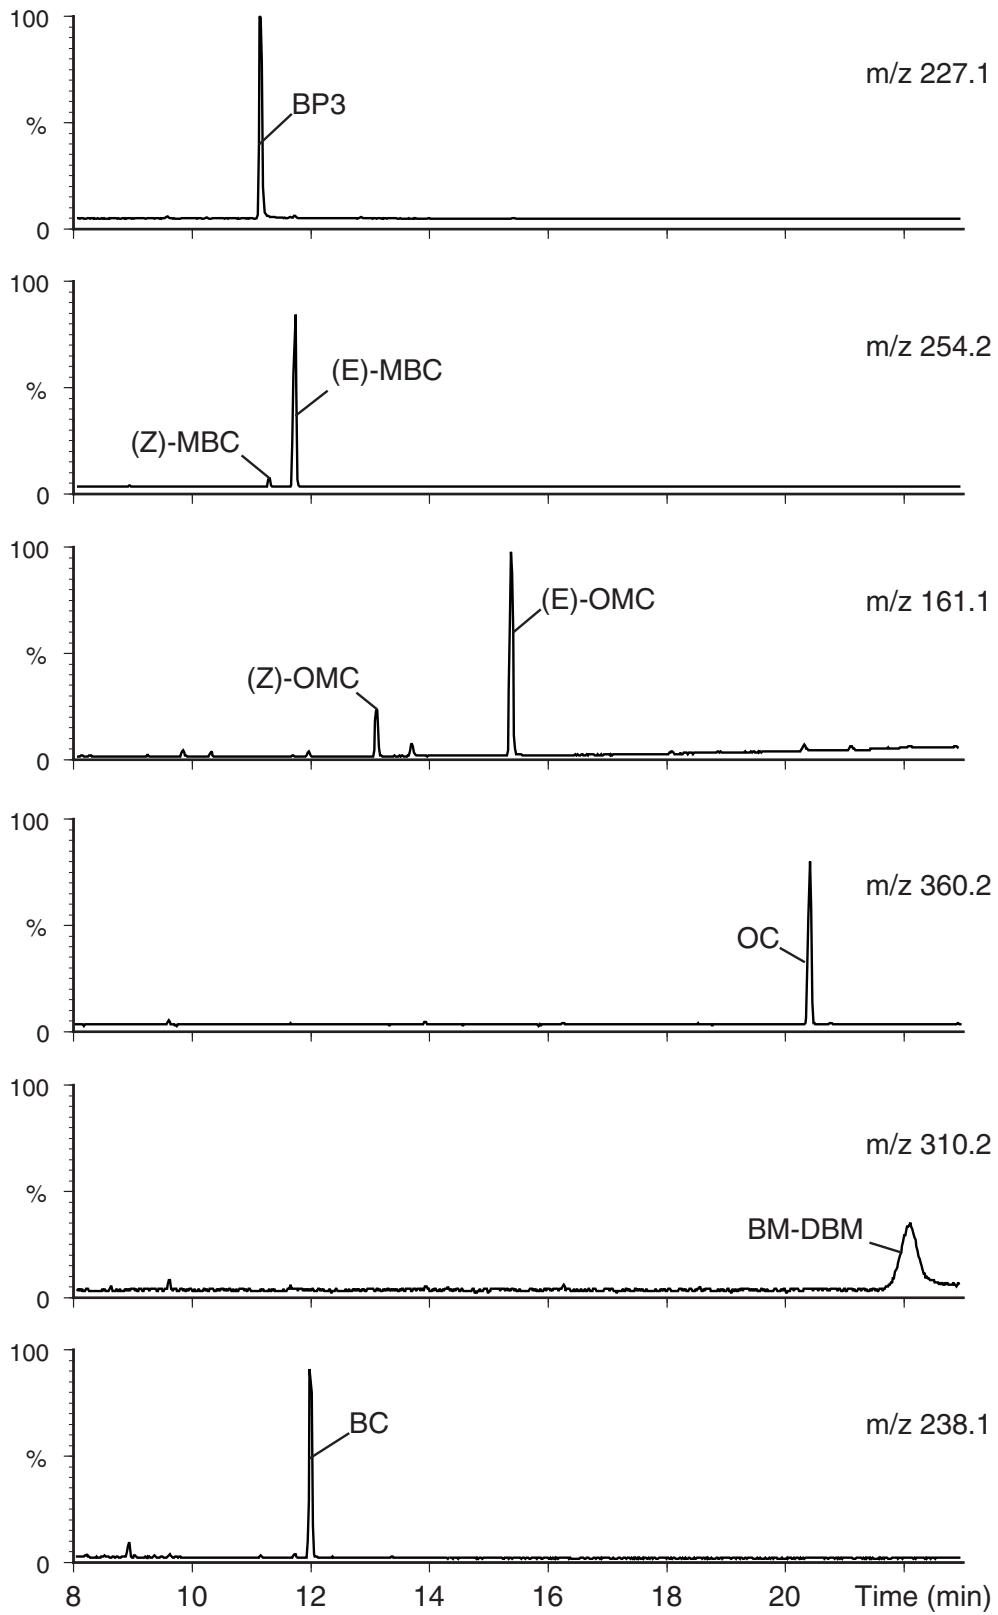 100
m/z 227.1
BP3
%
0
100
m/z 254.2
(E)-MBC
%
(Z)-MBC
0
100
(E)-OMC
m/z 161.1
%
(Z)-OMC
0
100
m/z 360.2
%
OC
0
100
m/z 310.2
%
BM-DBM
0
100
BC
m/z 238.1
%
0
8 10 12 14 16 18 20 Time (min)